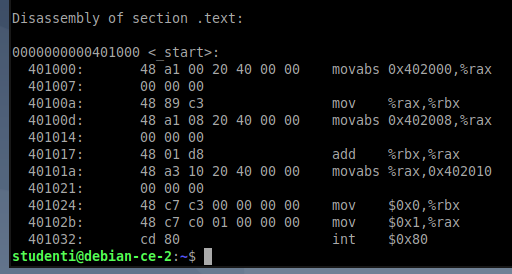 Disassembly of section .text:
0000000000401000 <_start>:
401000: 48 a1 00 20 40 00 00 movabs 0x402000,%rax
401007: 00 00 00
40100a: 48 89 c3 mov %rax,%rbx
40100d: 48 a1 08 20 40 00 00 movabs 0x402008,%rax
401014: 00 00 00
401017: 48 01 d8 add %rbx,%rax
40101a: 48 a3 10 20 40 00 00 movabs %rax,0x402010
401021: 00 00 00
401024: 48 c7 c3 00 00 00 00 mov $0x0,%rbx
40102b: 48 c7 c0 01 00 00 00 mov $0x1,%rax
401032: cd 80 int $0x80
studenti@debian-ce-2:~$